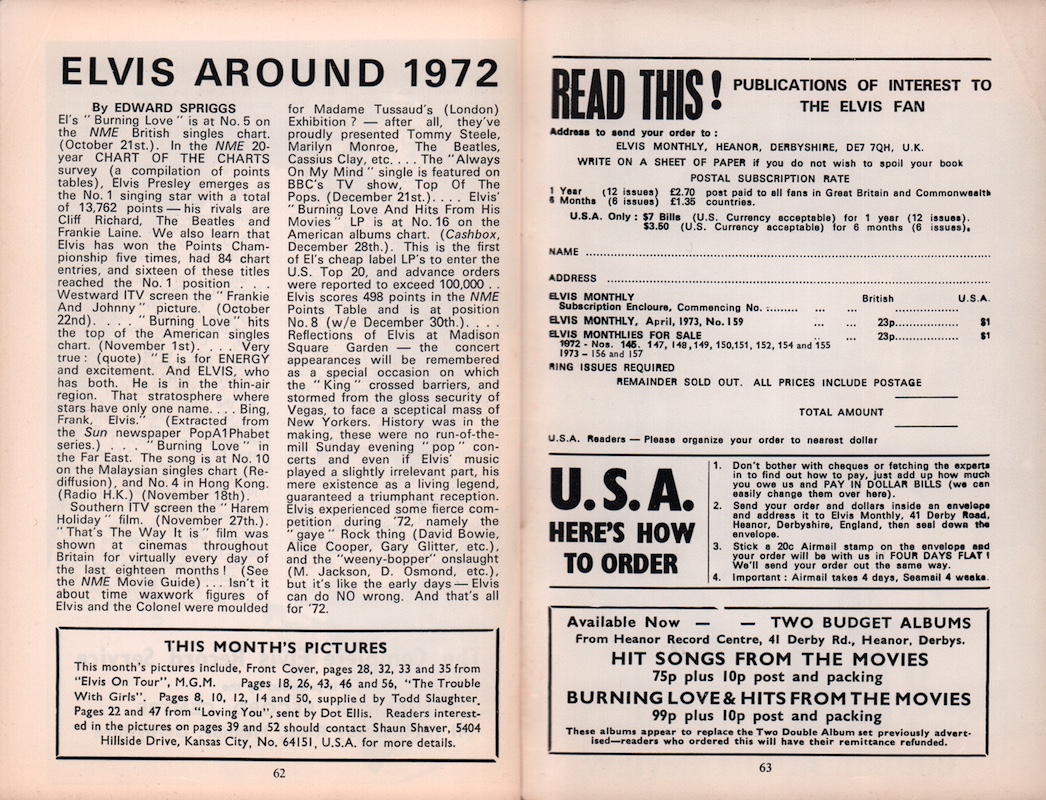 ELVIS AROUND 1972
By EDWARD SPRIGGS
El's "Burning Love" is at No. 5 on
the NME British singles chart.
(October 21st.). In the NME 20-
year CHART OF THE CHARTS
survey (a compilation of points
tables), Elvis Presley emerges as
the No. 1 singing star with a total
of 13,762 points — his rivals are
Cliff Richard, The Beatles and
Frankie Laine. We also learn that
Elvis has won the Points Cham-
pionship five times, had 84 chart
entries, and sixteen of these titles
reached the No. 1 position . . .
Westward ITV screen the "Frankie
And Johnny" picture. (October
22nd). . . . "Burning Love" hits
the top of the American singles
chart. (November 1st). . . . Very
true: (quote) "E is for ENERGY
and excitement. And ELVIS, who
has both. He is in the thin-air
region. That stratosphere where
stars have only one name. . . . Bing,
Frank, Elvis." (Extracted from
the Sun newspaper PopA1Phabet
series.) . . . "Burning Love" in
the Far East. The song is at No. 10
on the Malaysian singles chart (Re-
diffusion), and No. 4 in Hong Kong.
(Radio H.K.) (November 18th).
Southern ITV screen the "Harem
Holiday" film. (November 27th.).
"That's The Way It is" film was
shown at cinemas throughout
Britain for virtually every day of
the last eighteen months! (See
the NME Movie Guide) . . . Isn't it
about time waxwork figures of
Elvis and the Colonel were moulded
for Madame Tussaud's (London)
Exhibition? — after all, they've
proudly presented Tommy Steele,
Marilyn Monroe, The Beatles,
Cassius Clay, etc. . . . The "Always
On My Mind" single is featured on
BBC's TV show, Top Of The
Pops. (December 21st.). . . . Elvis'
"Burning Love And Hits From His
Movies" LP is at No. 16 on the
American albums chart. (Cashbox,
December 28th.). This is the first
of El's cheap label LP's to enter the
U.S. Top 20, and advance orders
were reported to exceed 100,000 . .
Elvis scores 498 points in the NME
Points Table and is at position
No. 8 (w/e December 30th.). . . .
Reflections of Elvis at Madison
Square Garden — the concert
appearances will be remembered
as a special occasion on which
the "King" crossed barriers, and
stormed from the gloss security of
Vegas, to face a sceptical mass of
New Yorkers. History was in the
making, these were no run-of-the-
mill Sunday evening "pop" con-
certs and even if Elvis' music
played a slightly irrelevant part, his
mere existence as a living legend,
guaranteed a triumphant reception.
Elvis experienced some fierce com-
petition during '72, namely the
"gaye" Rock thing (David Bowie,
Alice Cooper, Gary Glitter, etc.),
and the "weeny-bopper" onslaught
(M. Jackson, D. Osmond, etc.),
but it's like the early days — Elvis
can do NO wrong. And that's all
for '72.
THIS MONTH'S PICTURES
This month's pictures include, Front Cover, pages 28, 32, 33 and 35 from
"Elvis On Tour", M.G.M. Pages 18, 26, 43, 46 and 56, "The Trouble
With Girls". Pages 8, 10, 12, 14 and 50, supplied by Todd Slaughter.
Pages 22 and 47 from "Loving You", sent by Dot Ellis. Readers interest-
ed in the pictures on pages 39 and 52 should contact Shaun Shaver, 5404
Hillside Drive, Kansas City, No. 64151, U.S.A. for more details.
62
READ THIS! PUBLICATIONS OF INTEREST TO
THE ELVIS FAN
Address to send your order to :
ELVIS MONTHLY, HEANOR, DERBYSHIRE, DE7 7QH, U.K.
WRITE ON A SHEET OF PAPER if you do not wish to spoil your book
POSTAL SUBSCRIPTION RATE
1 Year (12 issues) £2.70 post paid to all fans in Great Britain and Commonwealth
6 Months (6 issues) £1.35 countries.
U.S.A. Only : $7 Bills (U.S. Currency acceptable) for 1 year (12 issues).
$3.50 (U.S. Currency acceptable) for 6 months (6 issues).
NAME
ADDRESS
ELVIS MONTHLY British U.S.A.
Subscription Encloure, Commencing No. :......... ... ...
ELVIS MONTHLY, April, 1973, No. 159 ... ... 23p............... $1
ELVIS MONTHLIES FOR SALE ... ... 23p............... $1
1972 - Nos. 145. 147, 148, 149, 150, 151, 152, 154 and 155
1973 - 156 and 157
RING ISSUES REQUIRED
REMAINDER SOLD OUT. ALL PRICES INCLUDE POSTAGE
TOTAL AMOUNT
U.S.A. Readers — Please organize your order to nearest dollar
U.S.A.
HERE'S HOW
TO ORDER
1. Don't bother with cheques or fetching the experts
in to find out how to pay, just add up how much
you owe us and PAY IN DOLLAR BILLS (we can
easily change them over here).
2. Send your order and dollars inside an envelope
and address it to Elvis Monthly, 41 Derby Road,
Heanor, Derbyshire, England, then seal down the
envelope.
3. Stick a 20c Airmail stamp on the envelope and
your order will be with us in FOUR DAYS FLAT!
We'll send your order out the same way.
4. Important : Airmail takes 4 days, Seamail 4 weeks.
Available Now — — TWO BUDGET ALBUMS
From Heanor Record Centre, 41 Derby Rd., Heanor, Derbys.
HIT SONGS FROM THE MOVIES
75p plus 10p post and packing
BURNING LOVE & HITS FROM THE MOVIES
99p plus 10p post and packing
These albums appear to replace the Two Double Album set previously advert-
ised—readers who ordered this will have their remittance refunded.
63